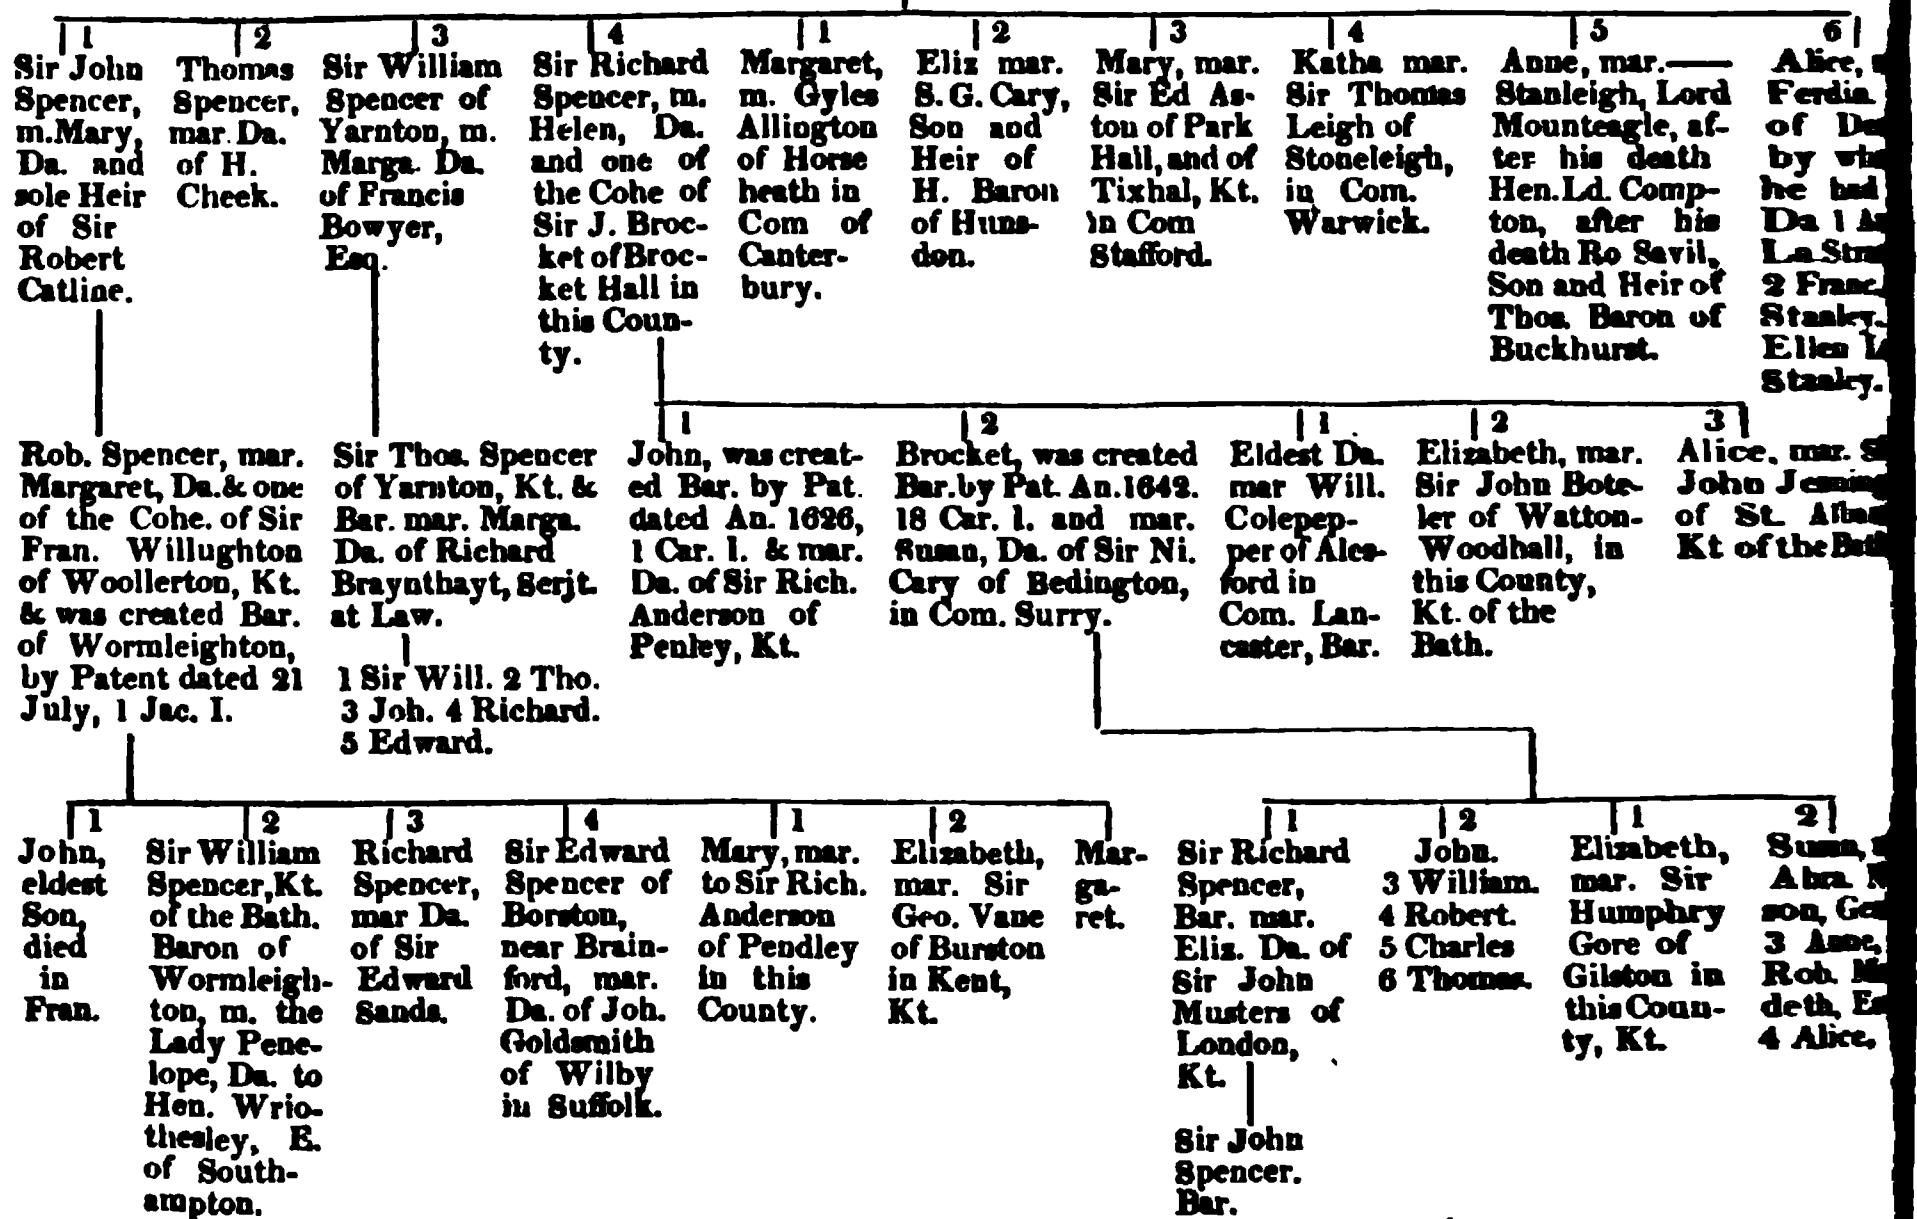 1
Sir John
Spencer,
m. Mary,
Da. and
sole Heir
of Sir
Robert
Catline.
2
Thomas
Spencer,
mar. Da.
of H.
Cheek.
3
Sir William
Spencer of
Yarnton, m.
Marga. Da.
of Francis
Bowyer,
Esq.
4
Sir Richard
Spencer, m.
Helen, Da.
and one of
the Cohe of
Sir J. Broc-
ket of Broc-
ket Hall in
this Coun-
ty.
1
Margaret,
m. Gyles
Allington
of Horse
heath in
Com of
Canter-
bury.
2
Eliz mar.
S. G. Cary,
Son and
Heir of
H. Baron
of Huns-
don.
3
Mary, mar.
Sir Ed As-
ton of Park
Hall, and of
Tixhal, Kt.
in Com
Stafford.
4
Katha mar.
Sir Thomas
Leigh of
Stoneleigh,
in Com.
Warwick.
5
Anne, mar.—
Stanleigh, Lord
Mounteagle, af-
ter his death
Hen. Ld. Comp-
ton, after his
death Ro Savil,
Son and Heir of
Thos. Baron of
Buckhurst.
6
Alice,
Ferdin
of
by
he had
Da 1
La
2 Franc.
Stanley.
Ellen
Stanley.
Rob. Spencer, mar.
Margaret, Da. & one
of the Cohe. of Sir
Fran. Willughton
of Woollerton, Kt.
& was created Bar.
of Wormleighton,
by Patent dated 21
July, 1 Jac. I.
Sir Thos. Spencer
of Yarnton, Kt. &
Bar. mar. Marga.
Da. of Richard
Braynthayt, Serjt.
at Law.
1 Sir Will. 2 Tho.
3 Joh. 4 Richard.
5 Edward.
1
John, was creat-
ed Bar. by Pat.
dated An. 1626,
1 Car. I. & mar.
Da. of Sir Rich.
Anderson of
Penley, Kt.
2
Brocket, was created
Bar. by Pat. An. 1642.
18 Car. I. and mar.
Susan, Da. of Sir Ni.
Cary of Bedington,
in Com. Surry.
1
Eldest Da.
mar Will.
Colepep-
per of Ales-
ford in
Com. Lan-
caster, Bar.
2
Elizabeth, mar.
Sir John Bote-
ler of Watton-
Woodhall, in
this County,
Kt. of the
Bath.
3
Alice, mar. S
John Jenning
of St. Alban
Kt of the Bath
1
John,
eldest
Son,
died
in
Fran.
2
Sir William
Spencer, Kt.
of the Bath.
Baron of
Wormleigh-
ton, m. the
Lady Pene-
lope, Da. to
Hen. Wrio-
thesley, E.
of South-
ampton.
3
Richard
Spencer,
mar Da.
of Sir
Edward
Sands.
4
Sir Edward
Spencer of
Borston,
near Brain-
ford, mar.
Da. of Joh.
Goldsmith
of Wilby
in Suffolk.
1
Mary, mar.
to Sir Rich.
Anderson
of Pendley
in this
County.
2
Elizabeth,
mar. Sir
Geo. Vane
of Burston
in Kent,
Kt.
Mar-
ga-
ret.
1
Sir Richard
Spencer,
Bar. mar.
Eliz. Da. of
Sir John
Musters of
London,
Kt.
Sir John
Spencer.
Bar.
2
John.
3 William.
4 Robert.
5 Charles
6 Thomas.
1
Elizabeth,
mar. Sir
Humphry
Gore of
Gilston in
this Coun-
ty, Kt.
2
Susan,
Abra.
son,
3 Anne,
Rob.
deth,
4 Alice.